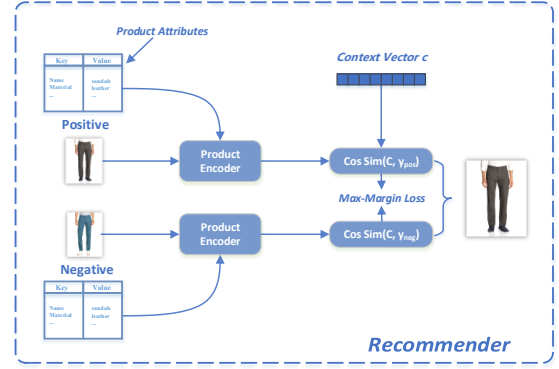 Product Attributes
Key Value
Name sandals
Material leather
... ...
Positive
Product
Encoder
Context Vector c
Cos Sim(C, ypos)
Max-Margin Loss
Product
Encoder
Cos Sim(C, yneg)
Negative
Key Value
Name sandals
Material leather
... ...
Recommender